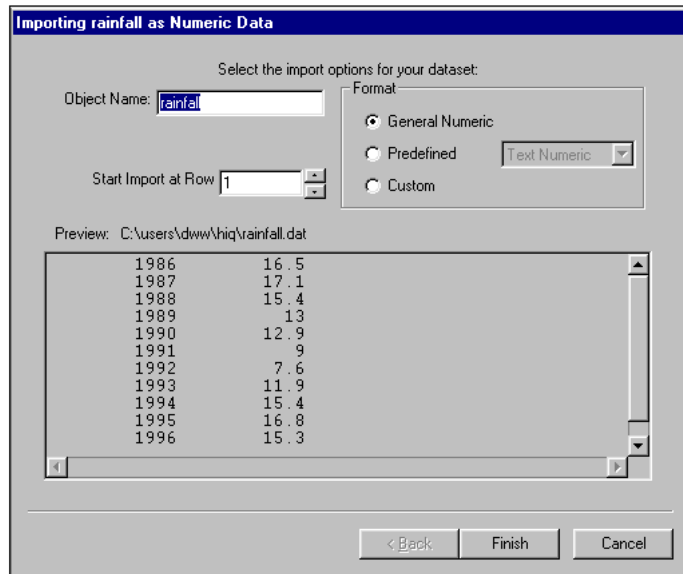 Importing rainfall as Numeric Data
Select the import options for your dataset:
Object Name: rainfall
Format
General Numeric
Predefined Text Numeric
Custom
Start Import at Row 1
Preview: C:\users\dww\hiq\rainfall.dat
1986 16.5
1987 17.1
1988 15.4
1989 13
1990 12.9
1991 9
1992 7.6
1993 11.9
1994 15.4
1995 16.8
1996 15.3
< Back Finish Cancel